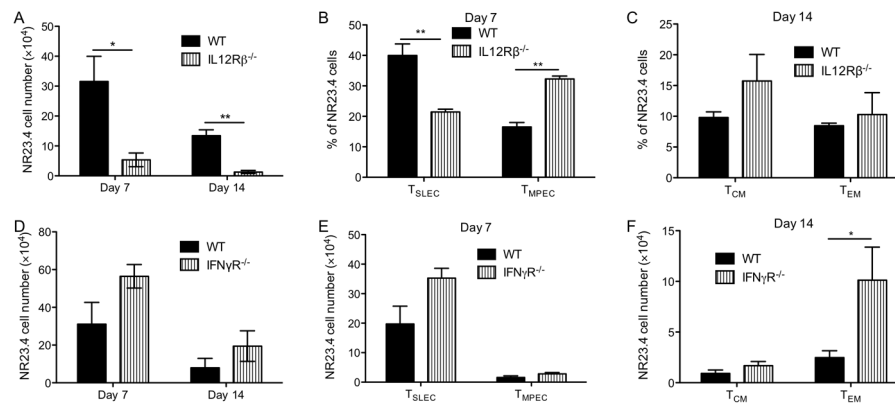 A
NR23.4 cell number (×10⁴)
50
40
30
20
10
0
*
**
WT
IL12Rβ⁻/⁻
Day 7
Day 14
B
Day 7
% of NR23.4 cells
50
40
30
20
10
0
**
**
WT
IL12Rβ⁻/⁻
T_SLEC
T_MPEC
C
Day 14
% of NR23.4 cells
25
20
15
10
5
0
WT
IL12Rβ⁻/⁻
T_CM
T_EM
D
NR23.4 cell number (×10⁴)
80
60
40
20
0
WT
IFNγR⁻/⁻
Day 7
Day 14
E
Day 7
NR23.4 cell number (×10⁴)
50
40
30
20
10
0
WT
IFNγR⁻/⁻
T_SLEC
T_MPEC
F
Day 14
NR23.4 cell number (×10⁴)
15
10
5
0
*
WT
IFNγR⁻/⁻
T_CM
T_EM